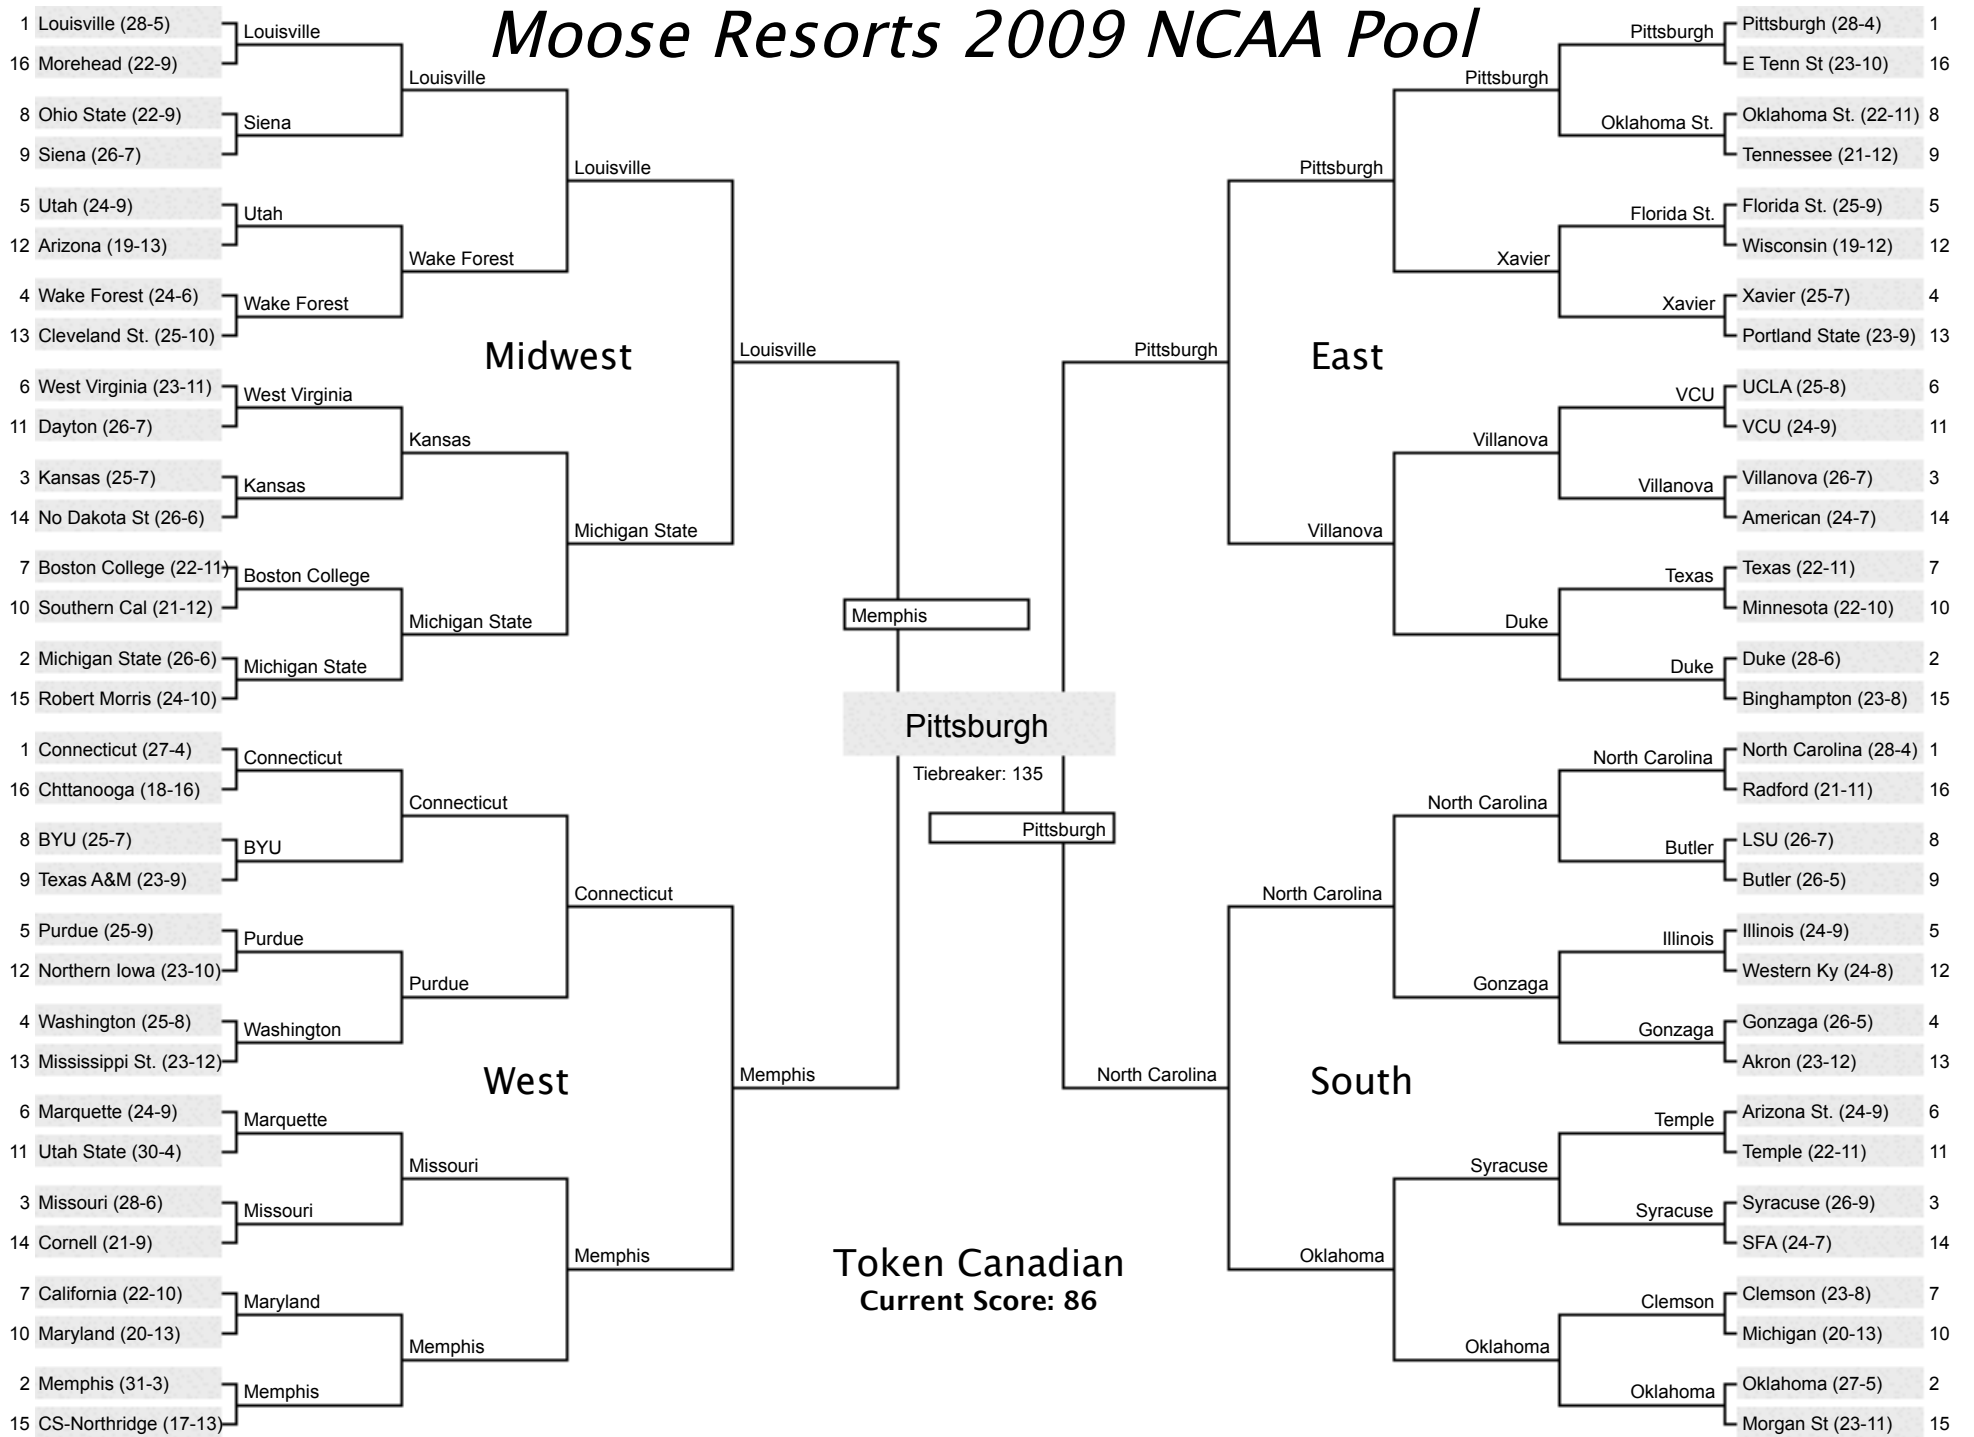 Moose Resorts 2009 NCAA Pool
1 Louisville (28-5)
Louisville
16 Morehead (22-9)
Louisville
8 Ohio State (22-9)
Siena
9 Siena (26-7)
Louisville
5 Utah (24-9)
Utah
12 Arizona (19-13)
Wake Forest
4 Wake Forest (24-6)
Wake Forest
13 Cleveland St. (25-10)
Midwest
Louisville
6 West Virginia (23-11)
West Virginia
11 Dayton (26-7)
Kansas
3 Kansas (25-7)
Kansas
14 No Dakota St (26-6)
Michigan State
7 Boston College (22-11)
Boston College
10 Southern Cal (21-12)
Michigan State
2 Michigan State (26-6)
Michigan State
15 Robert Morris (24-10)
1 Connecticut (27-4)
Connecticut
16 Chttanooga (18-16)
Connecticut
8 BYU (25-7)
BYU
9 Texas A&M (23-9)
Connecticut
5 Purdue (25-9)
Purdue
12 Northern Iowa (23-10)
Purdue
4 Washington (25-8)
Washington
13 Mississippi St. (23-12)
West
Memphis
6 Marquette (24-9)
Marquette
11 Utah State (30-4)
Missouri
3 Missouri (28-6)
Missouri
14 Cornell (21-9)
Memphis
7 California (22-10)
Maryland
10 Maryland (20-13)
Memphis
2 Memphis (31-3)
Memphis
15 CS-Northridge (17-13)
Memphis
Pittsburgh
Tiebreaker: 135
Pittsburgh
Token Canadian
Current Score: 86
Pittsburgh (28-4) 1
Pittsburgh
E Tenn St (23-10) 16
Pittsburgh
Oklahoma St. (22-11) 8
Oklahoma St.
Tennessee (21-12) 9
Pittsburgh
Florida St. (25-9) 5
Florida St.
Wisconsin (19-12) 12
Xavier
Xavier (25-7) 4
Xavier
Portland State (23-9) 13
East
Pittsburgh
UCLA (25-8) 6
VCU
VCU (24-9) 11
Villanova
Villanova (26-7) 3
Villanova
American (24-7) 14
Villanova
Texas (22-11) 7
Texas
Minnesota (22-10) 10
Duke
Duke (28-6) 2
Duke
Binghampton (23-8) 15
North Carolina (28-4) 1
North Carolina
Radford (21-11) 16
North Carolina
LSU (26-7) 8
Butler
Butler (26-5) 9
North Carolina
Illinois (24-9) 5
Illinois
Western Ky (24-8) 12
Gonzaga
Gonzaga (26-5) 4
Gonzaga
Akron (23-12) 13
South
North Carolina
Arizona St. (24-9) 6
Temple
Temple (22-11) 11
Syracuse
Syracuse (26-9) 3
Syracuse
SFA (24-7) 14
Oklahoma
Clemson (23-8) 7
Clemson
Michigan (20-13) 10
Oklahoma
Oklahoma (27-5) 2
Oklahoma
Morgan St (23-11) 15